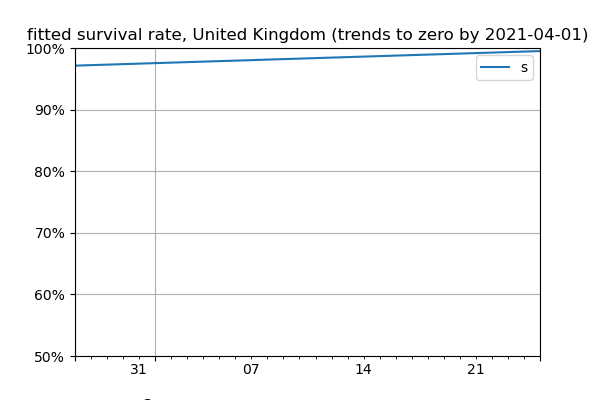 fitted survival rate, United Kingdom (trends to zero by 2021-04-01)
100%
s
90%
80%
70%
60%
50%
31 07 14 21